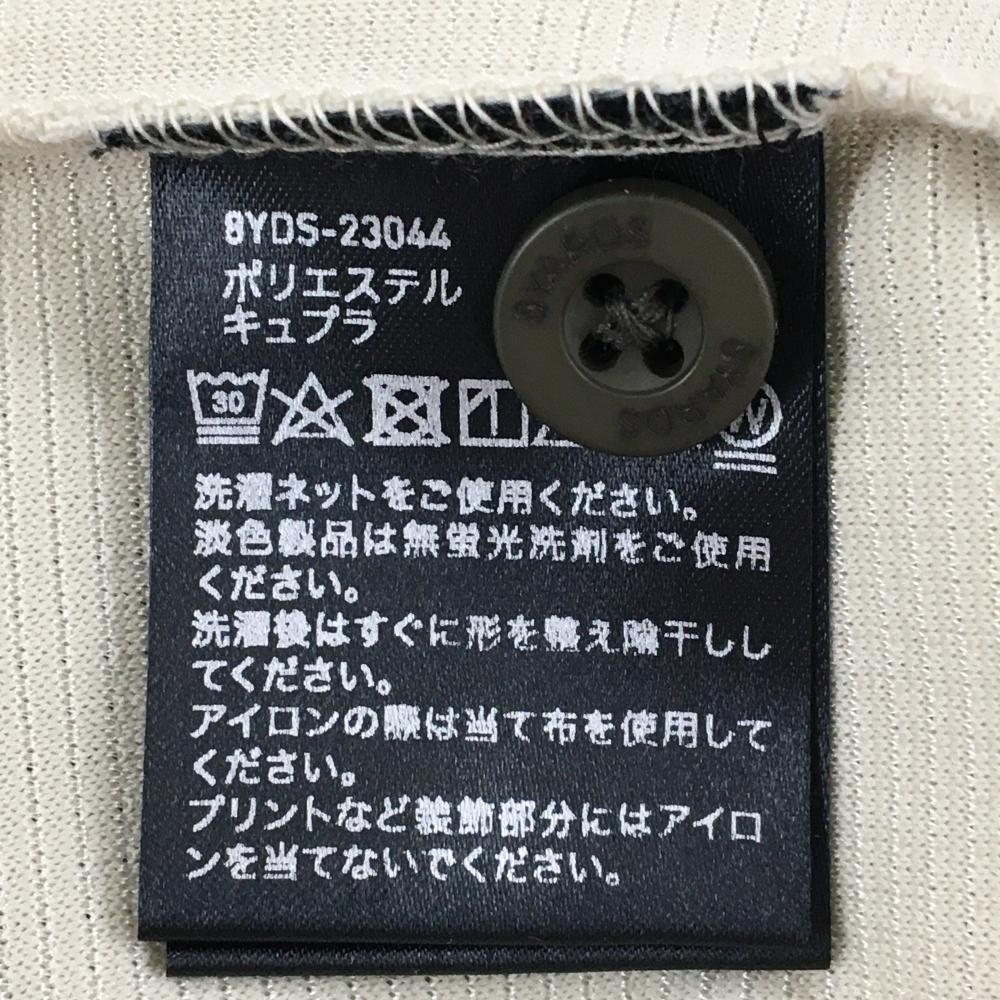 8YDS-23044
ポリエステル
キュプラ
8YARDS
8YARDS
30
W
洗濯ネットをご使用ください。
淡色製品は無蛍光洗剤をご使用
ください。
洗濯後はすぐに形を整え陰干しし
てください。
アイロンの際は当て布を使用して
ください。
プリントなど装飾部分にはアイロ
ンを当てないでください。